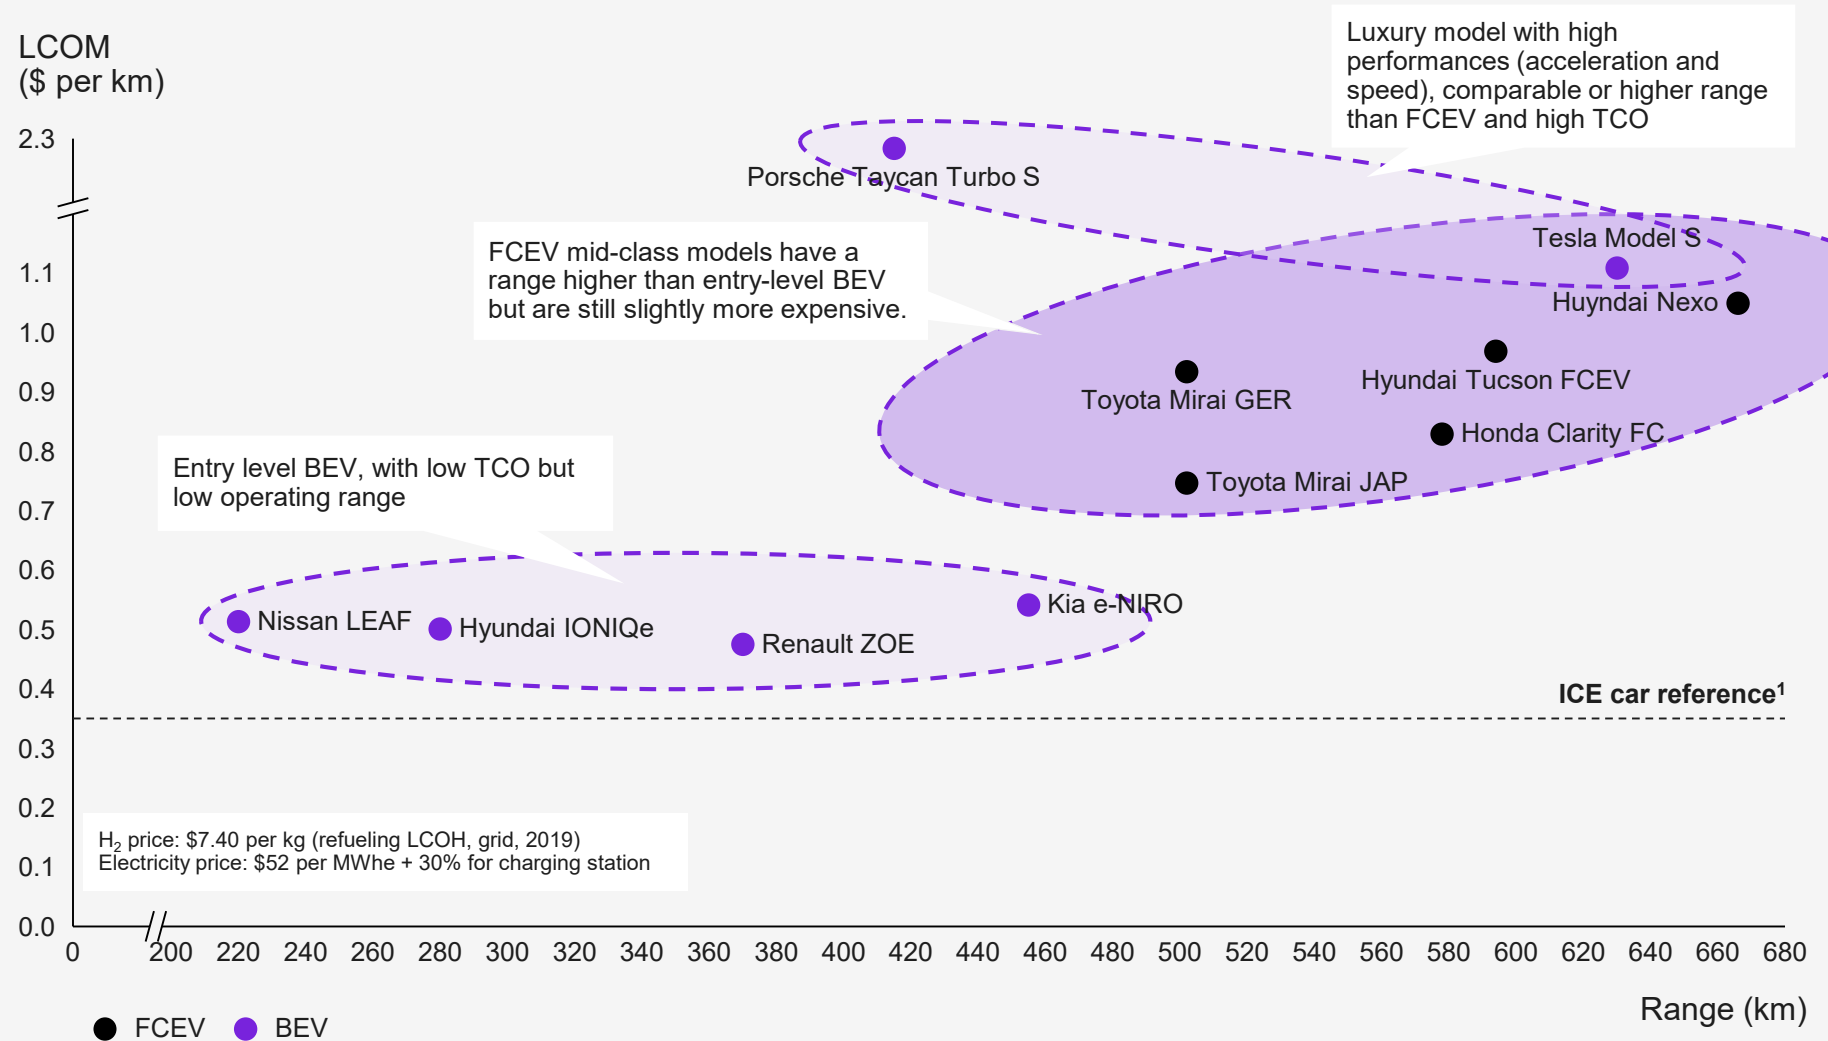 LCOM
($ per km)
Luxury model with high
performances (acceleration and
speed), comparable or higher range
than FCEV and high TCO
2.3
Porsche Taycan Turbo S
FCEV mid-class models have a
range higher than entry-level BEV
but are still slightly more expensive.
Tesla Model S
1.1
Huyndai Nexo
1.0
Hyundai Tucson FCEV
0.9
Toyota Mirai GER
Honda Clarity FC
0.8
Entry level BEV, with low TCO but
low operating range
Toyota Mirai JAP
0.7
0.6
Kia e-NIRO
Nissan LEAF
Hyundai IONIQe
0.5
Renault ZOE
0.4
ICE car reference¹
0.3
0.2
H₂ price: $7.40 per kg (refueling LCOH, grid, 2019)
Electricity price: $52 per MWhe + 30% for charging station
0.1
0.0
0 200 220 240 260 280 300 320 340 360 380 400 420 440 460 480 500 520 540 560 580 600 620 640 660 680
Range (km)
FCEV BEV